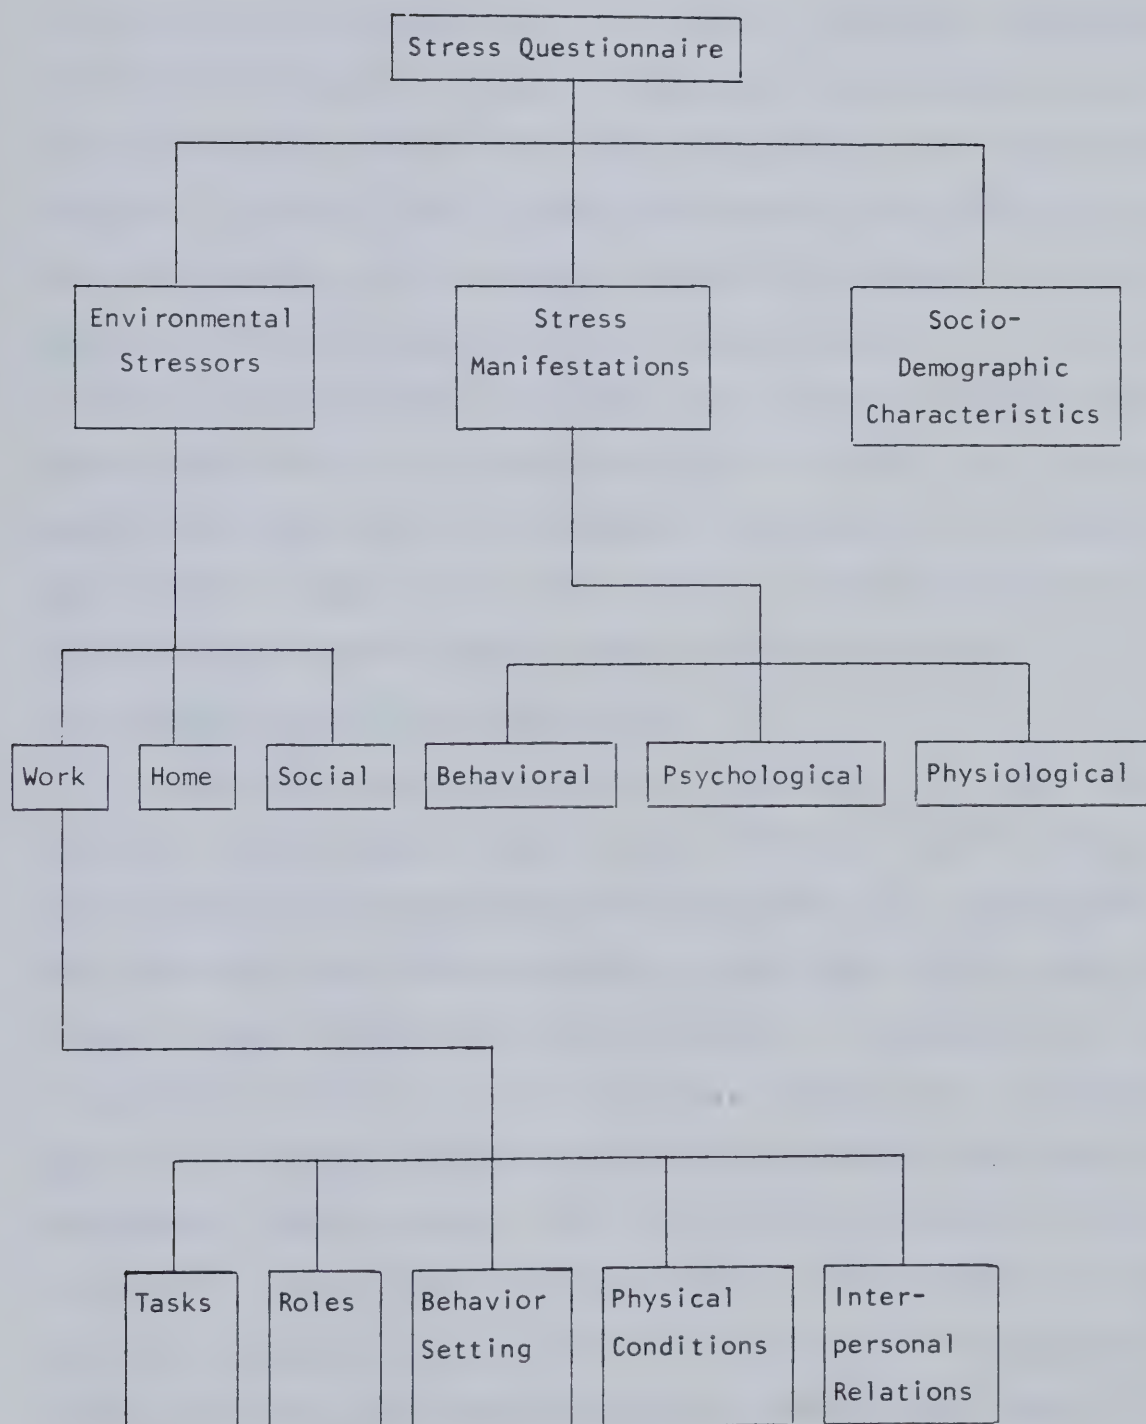 Stress Questionnaire
Environmental
Stressors
Stress
Manifestations
Socio-
Demographic
Characteristics
Work
Home
Social
Behavioral
Psychological
Physiological
Tasks
Roles
Behavior
Setting
Physical
Conditions
Inter-
personal
Relations